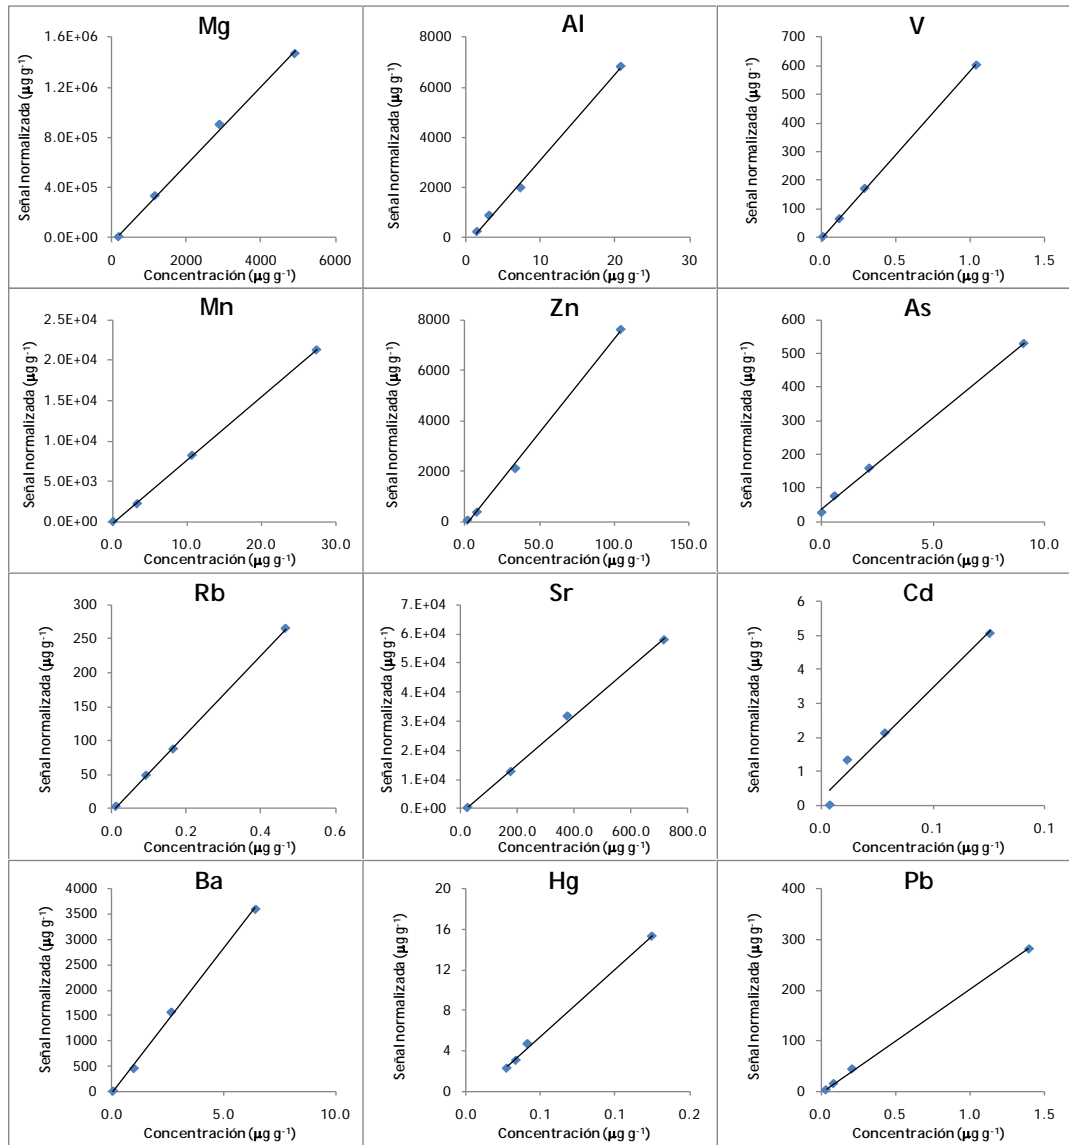 Mg
Señal normalizada (µg g⁻¹)
1.6E+06
1.2E+06
8.0E+05
4.0E+05
0.0E+00
0 2000 4000 6000
Concentración (µg g⁻¹)
Al
Señal normalizada (µg g⁻¹)
8000
6000
4000
2000
0
0 10 20 30
Concentración (µg g⁻¹)
V
Señal normalizada (µg g⁻¹)
700
600
500
400
300
200
100
0
0.0 0.5 1.0 1.5
Concentración (µg g⁻¹)
Mn
Señal normalizada (µg g⁻¹)
2.5E+04
2.0E+04
1.5E+04
1.0E+04
5.0E+03
0.0E+00
0.0 10.0 20.0 30.0
Concentración (µg g⁻¹)
Zn
Señal normalizada (µg g⁻¹)
8000
6000
4000
2000
0
0.0 50.0 100.0 150.0
Concentración (µg g⁻¹)
As
Señal normalizada (µg g⁻¹)
600
500
400
300
200
100
0
0.0 5.0 10.0
Concentración (µg g⁻¹)
Rb
Señal normalizada (µg g⁻¹)
300
250
200
150
100
50
0
0.0 0.2 0.4 0.6
Concentración (µg g⁻¹)
Sr
Señal normalizada (µg g⁻¹)
7.E+04
6.E+04
5.E+04
4.E+04
3.E+04
2.E+04
1.E+04
0.E+00
0.0 200.0 400.0 600.0 800.0
Concentración (µg g⁻¹)
Cd
Señal normalizada (µg g⁻¹)
6
5
4
3
2
1
0
0.0 0.1 0.1
Concentración (µg g⁻¹)
Ba
Señal normalizada (µg g⁻¹)
4000
3500
3000
2500
2000
1500
1000
500
0
0.0 5.0 10.0
Concentración (µg g⁻¹)
Hg
Señal normalizada (µg g⁻¹)
20
16
12
8
4
0
0.0 0.1 0.1 0.2
Concentración (µg g⁻¹)
Pb
Señal normalizada (µg g⁻¹)
400
300
200
100
0
0.0 0.5 1.0 1.5
Concentración (µg g⁻¹)